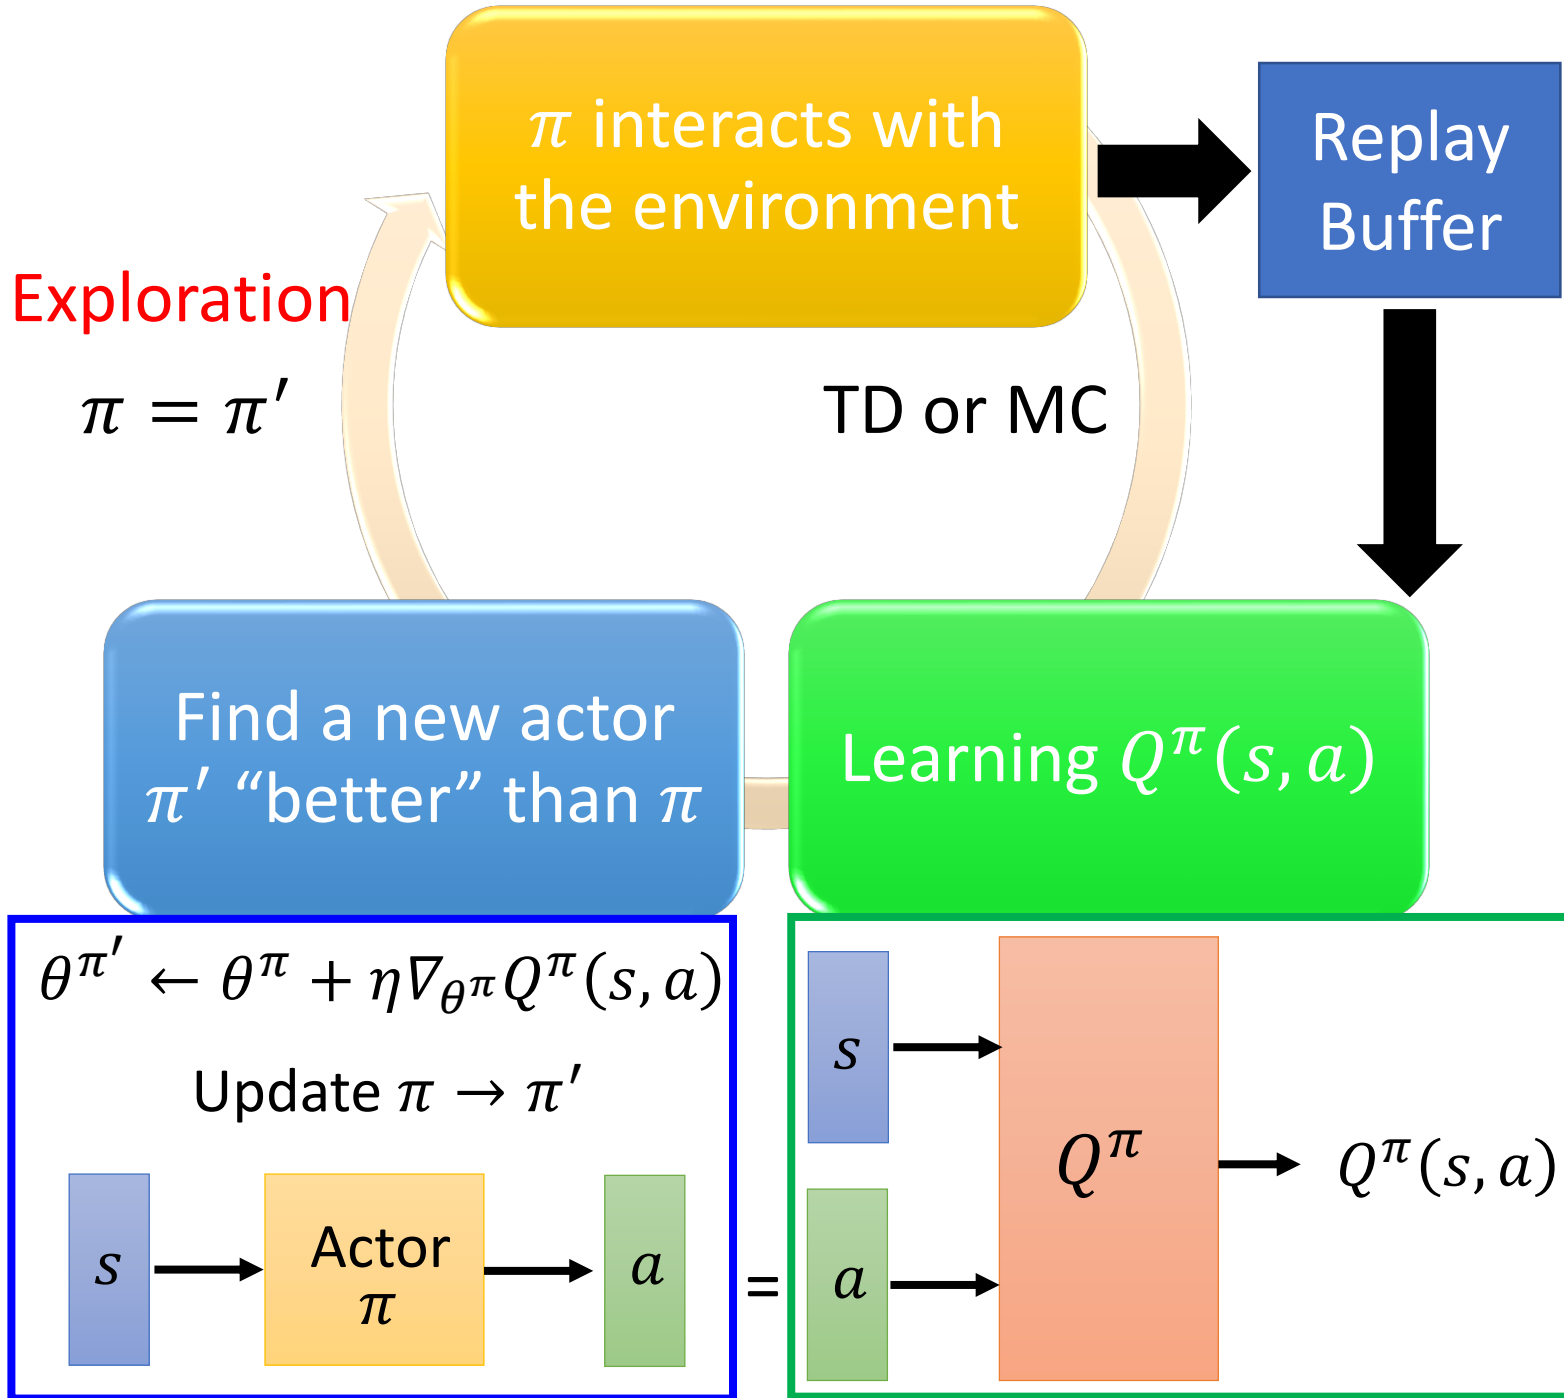 π interacts with
the environment
Replay
Buffer
Exploration
π = π′
TD or MC
Find a new actor
π′ “better” than π
Learning Q^π(s, a)
θ^π′ ← θ^π + η∇_θ^π Q^π(s, a)
Update π → π′
s
Actor
π
a
=
s
a
Q^π
Q^π(s, a)